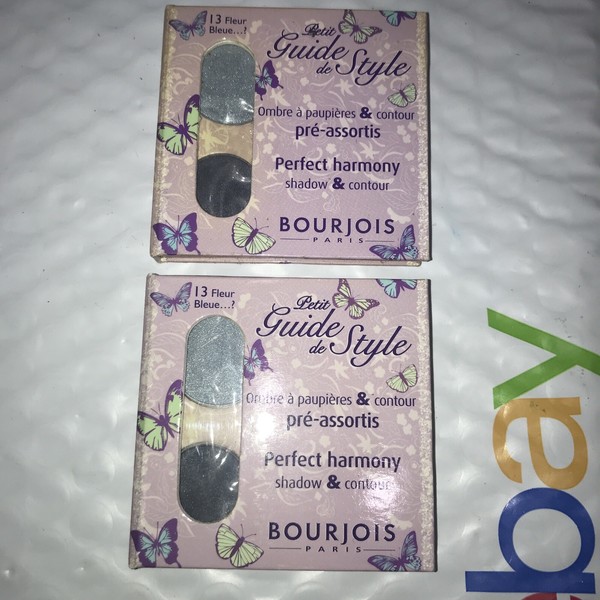 13 Fleur
Bleue...?
Petit
Guide
de Style
Ombre à paupières & contour
pré-assortis
Perfect harmony
shadow & contour
BOURJOIS
PARIS
13 Fleur
Bleue...?
Petit
Guide
de Style
Ombre à paupières & contour
pré-assortis
Perfect harmony
shadow & contour
BOURJOIS
PARIS
ebay